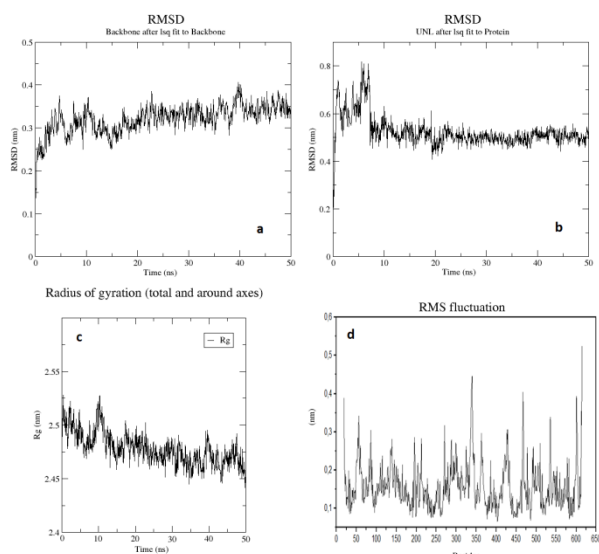 RMSD
Backbone after lsq fit to Backbone
0.5
0.4
0.3
0.2
0.1
0
RMSD (nm)
0
10
20
30
40
50
Time (ns)
a
RMSD
UNL after lsq fit to Protein
0.8
0.6
0.4
0.2
0
RMSD (nm)
0
10
20
30
40
50
Time (ns)
b
Radius of gyration (total and around axes)
c
Rg
2.55
2.5
2.45
2.4
Rg (nm)
0
10
20
30
40
50
Time (ns)
RMS fluctuation
d
0,6
0,5
0,4
0,3
0,2
0,1
(nm)
0
50
100
150
200
250
300
350
400
450
500
550
600
650